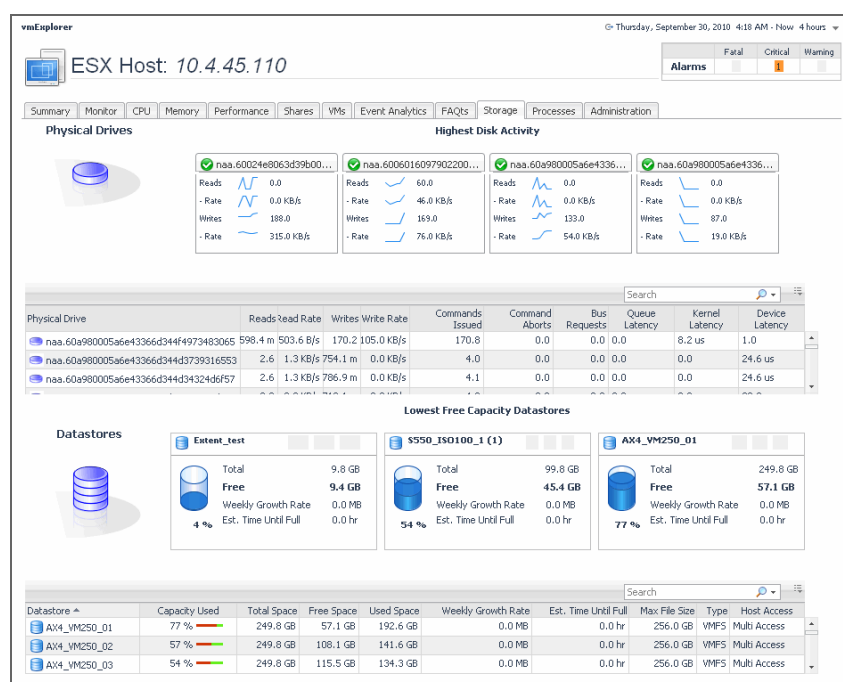 vmExplorer
Thursday, September 30, 2010 4:18 AM - Now 4 hours
ESX Host: 10.4.45.110
Fatal Critical Warning
Alarms 1
Summary Monitor CPU Memory Performance Shares VMs Event Analytics FAQts Storage Processes Administration
Physical Drives
Highest Disk Activity
naa.60024e8063d39b00... naa.6006016097902200... naa.60a980005a6e4336... naa.60a980005a6e4336...
Reads 0.0 Reads 60.0 Reads 0.0 Reads 0.0
- Rate 0.0 KB/s - Rate 46.0 KB/s - Rate 0.0 KB/s - Rate 0.0 KB/s
Writes 188.0 Writes 169.0 Writes 133.0 Writes 87.0
- Rate 315.0 KB/s - Rate 76.0 KB/s - Rate 54.0 KB/s - Rate 19.0 KB/s
Search
Physical Drive Reads Read Rate Writes Write Rate Commands Issued Command Aborts Bus Requests Queue Latency Kernel Latency Device Latency
naa.60a980005a6e43366d344f4973483065 598.4 m 503.6 B/s 170.2 105.0 KB/s 170.8 0.0 0.0 0.0 8.2 us 1.0
naa.60a980005a6e43366d344d3739316553 2.6 1.3 KB/s 754.1 m 0.0 KB/s 4.0 0.0 0.0 0.0 0.0 24.6 us
naa.60a980005a6e43366d344d34324d6f57 2.6 1.3 KB/s 786.9 m 0.0 KB/s 4.1 0.0 0.0 0.0 0.0 24.6 us
Lowest Free Capacity Datastores
Datastores
Extent_test S550_ISO100_1 (1) AX4_VM250_01
Total 9.8 GB Total 99.8 GB Total 249.8 GB
Free 9.4 GB Free 45.4 GB Free 57.1 GB
Weekly Growth Rate 0.0 MB Weekly Growth Rate 0.0 MB Weekly Growth Rate 0.0 MB
4 % Est. Time Until Full 0.0 hr 54 % Est. Time Until Full 0.0 hr 77 % Est. Time Until Full 0.0 hr
Search
Datastore Capacity Used Total Space Free Space Used Space Weekly Growth Rate Est. Time Until Full Max File Size Type Host Access
AX4_VM250_01 77 % 249.8 GB 57.1 GB 192.6 GB 0.0 MB 0.0 hr 256.0 GB VMFS Multi Access
AX4_VM250_02 57 % 249.8 GB 108.1 GB 141.6 GB 0.0 MB 0.0 hr 256.0 GB VMFS Multi Access
AX4_VM250_03 54 % 249.8 GB 115.5 GB 134.3 GB 0.0 MB 0.0 hr 256.0 GB VMFS Multi Access